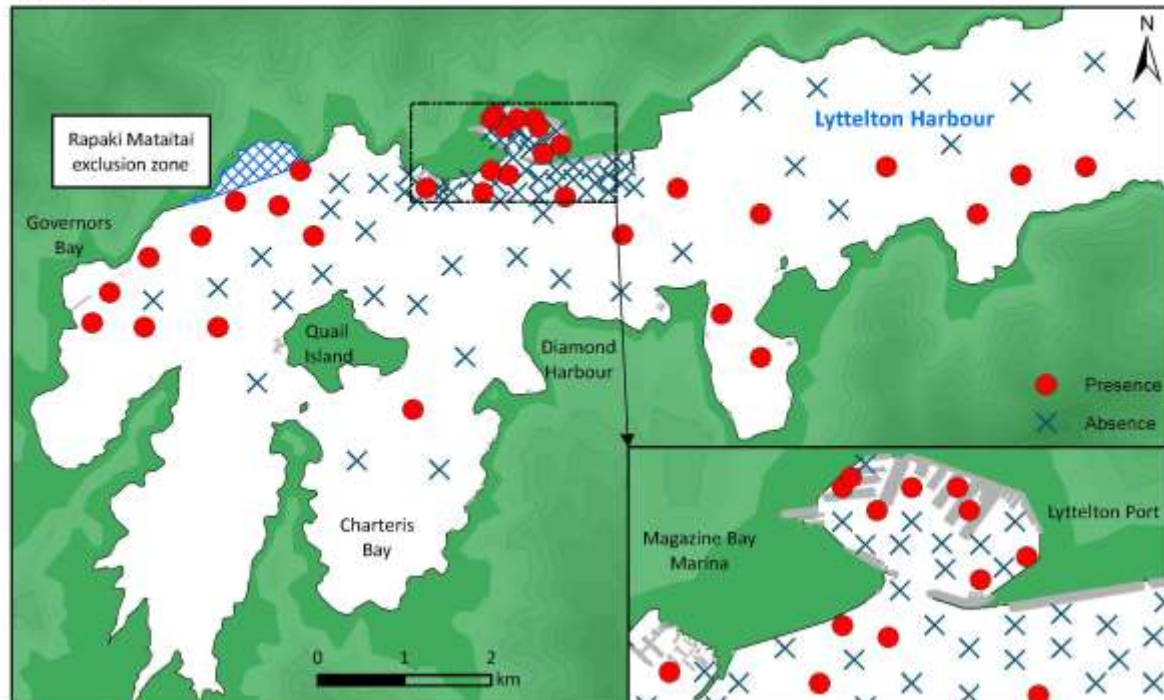 N
Lyttelton Harbour
Rapaki Mataitai
exclusion zone
Governors
Bay
Quail
Island
Diamond
Harbour
Presence
Absence
Charteris
Bay
0
1
2
km
Lyttelton Port
Magazine Bay
Marina